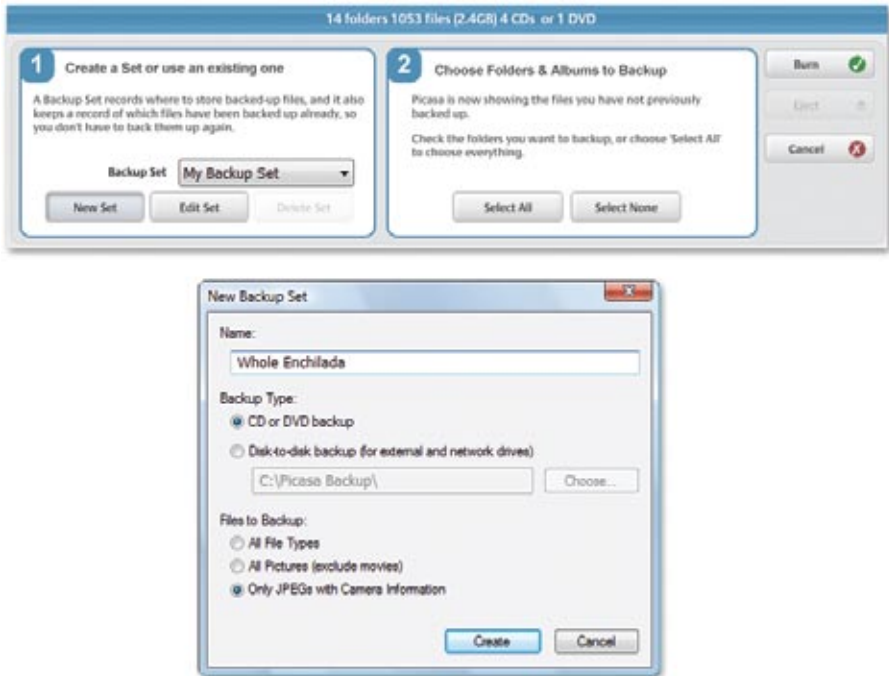 14 folders 1053 files (2.4GB) 4 CDs or 1 DVD
1 Create a Set or use an existing one
A Backup Set records where to store backed-up files, and it also
keeps a record of which files have been backed up already, so
you don't have to back them up again.
Backup Set My Backup Set
New Set Edit Set Delete Set
2 Choose Folders & Albums to Backup
Picasa is now showing the files you have not previously
backed up.
Check the folders you want to backup, or choose 'Select All'
to choose everything.
Select All Select None
Burn
Eject
Cancel
New Backup Set
Name:
Whole Enchilada
Backup Type:
CD or DVD backup
Disk-to-disk backup (for external and network drives)
C:\Picasa Backup\ Choose...
Files to Backup:
All File Types
All Pictures (exclude movies)
Only JPEGs with Camera Information
Create Cancel